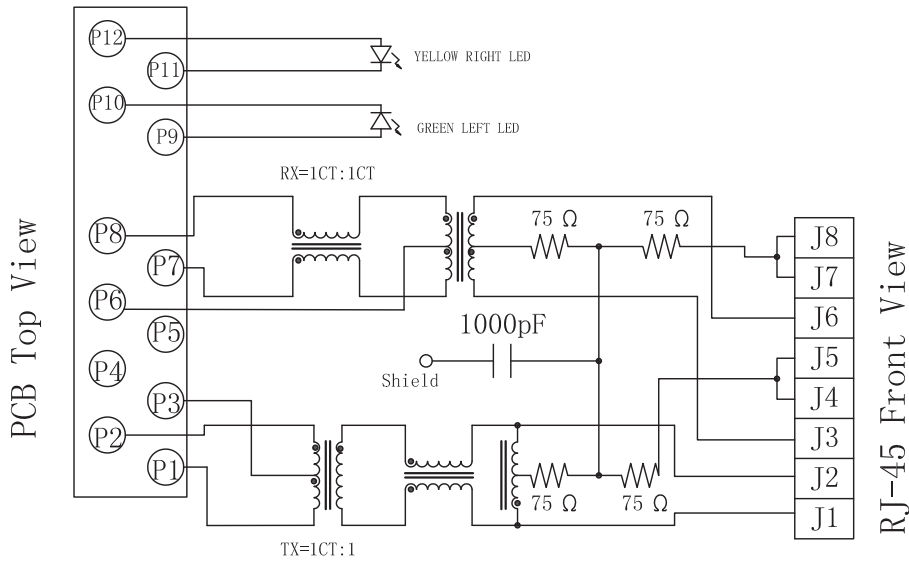 P12
YELLOW RIGHT LED
P11
P10
GREEN LEFT LED
P9
RX=1CT:1CT
75 Ω
75 Ω
P8
J8
P7
J7
P6
J6
1000pF
P5
J5
Shield
P4
J4
P3
J3
P2
J2
P1
75 Ω
75 Ω
J1
TX=1CT:1
PCB Top View
RJ-45 Front View